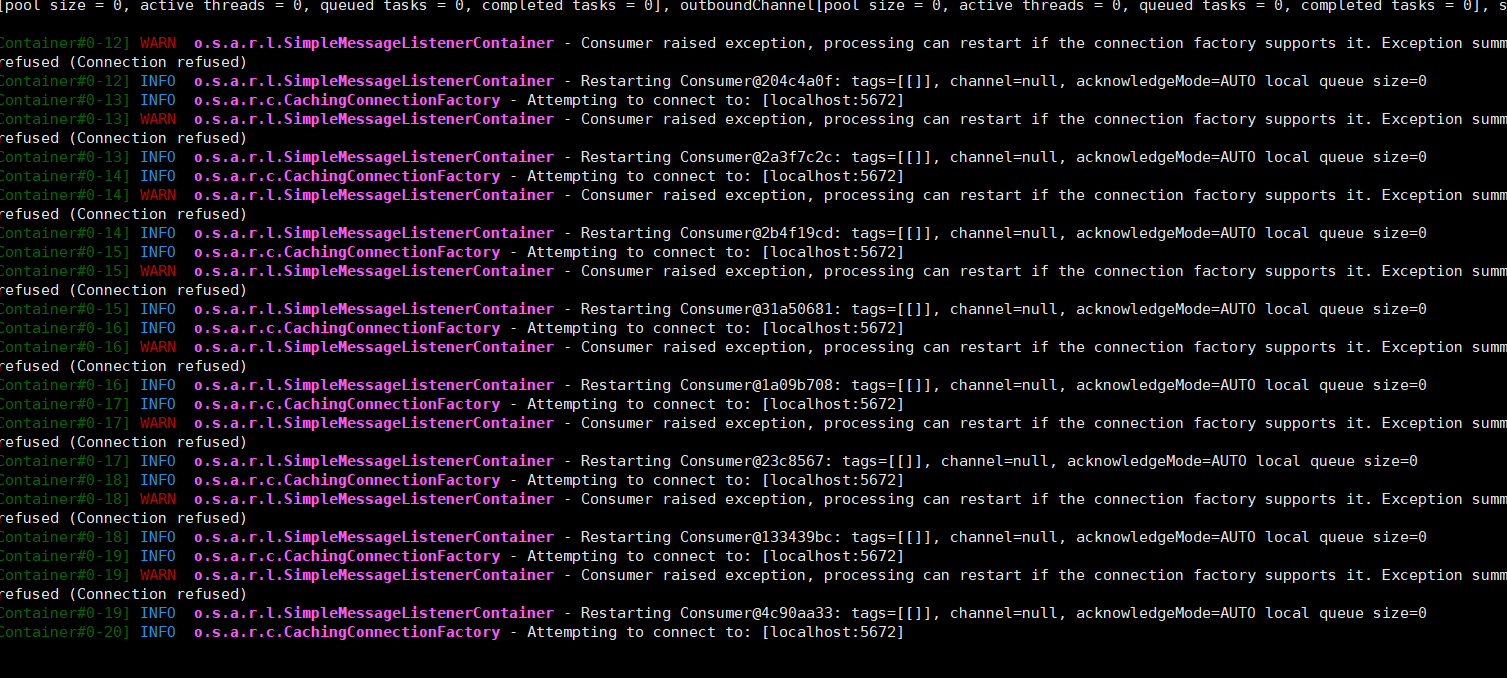 [pool size = 0, active threads = 0, queued tasks = 0, completed tasks = 0], outboundChannel[pool size = 0, active threads = 0, queued tasks = 0, completed tasks = 0], s
Container#0-12] WARN o.s.a.r.l.SimpleMessageListenerContainer - Consumer raised exception, processing can restart if the connection factory supports it. Exception summ
refused (Connection refused)
Container#0-12] INFO o.s.a.r.l.SimpleMessageListenerContainer - Restarting Consumer@204c4a0f: tags=[[]], channel=null, acknowledgeMode=AUTO local queue size=0
Container#0-13] INFO o.s.a.r.c.CachingConnectionFactory - Attempting to connect to: [localhost:5672]
Container#0-13] WARN o.s.a.r.l.SimpleMessageListenerContainer - Consumer raised exception, processing can restart if the connection factory supports it. Exception summ
refused (Connection refused)
Container#0-13] INFO o.s.a.r.l.SimpleMessageListenerContainer - Restarting Consumer@2a3f7c2c: tags=[[]], channel=null, acknowledgeMode=AUTO local queue size=0
Container#0-14] INFO o.s.a.r.c.CachingConnectionFactory - Attempting to connect to: [localhost:5672]
Container#0-14] WARN o.s.a.r.l.SimpleMessageListenerContainer - Consumer raised exception, processing can restart if the connection factory supports it. Exception summ
refused (Connection refused)
Container#0-14] INFO o.s.a.r.l.SimpleMessageListenerContainer - Restarting Consumer@2b4f19cd: tags=[[]], channel=null, acknowledgeMode=AUTO local queue size=0
Container#0-15] INFO o.s.a.r.c.CachingConnectionFactory - Attempting to connect to: [localhost:5672]
Container#0-15] WARN o.s.a.r.l.SimpleMessageListenerContainer - Consumer raised exception, processing can restart if the connection factory supports it. Exception summ
refused (Connection refused)
Container#0-15] INFO o.s.a.r.l.SimpleMessageListenerContainer - Restarting Consumer@31a50681: tags=[[]], channel=null, acknowledgeMode=AUTO local queue size=0
Container#0-16] INFO o.s.a.r.c.CachingConnectionFactory - Attempting to connect to: [localhost:5672]
Container#0-16] WARN o.s.a.r.l.SimpleMessageListenerContainer - Consumer raised exception, processing can restart if the connection factory supports it. Exception summ
refused (Connection refused)
Container#0-16] INFO o.s.a.r.l.SimpleMessageListenerContainer - Restarting Consumer@1a09b708: tags=[[]], channel=null, acknowledgeMode=AUTO local queue size=0
Container#0-17] INFO o.s.a.r.c.CachingConnectionFactory - Attempting to connect to: [localhost:5672]
Container#0-17] WARN o.s.a.r.l.SimpleMessageListenerContainer - Consumer raised exception, processing can restart if the connection factory supports it. Exception summ
refused (Connection refused)
Container#0-17] INFO o.s.a.r.l.SimpleMessageListenerContainer - Restarting Consumer@23c8567: tags=[[]], channel=null, acknowledgeMode=AUTO local queue size=0
Container#0-18] INFO o.s.a.r.c.CachingConnectionFactory - Attempting to connect to: [localhost:5672]
Container#0-18] WARN o.s.a.r.l.SimpleMessageListenerContainer - Consumer raised exception, processing can restart if the connection factory supports it. Exception summ
refused (Connection refused)
Container#0-18] INFO o.s.a.r.l.SimpleMessageListenerContainer - Restarting Consumer@133439bc: tags=[[]], channel=null, acknowledgeMode=AUTO local queue size=0
Container#0-19] INFO o.s.a.r.c.CachingConnectionFactory - Attempting to connect to: [localhost:5672]
Container#0-19] WARN o.s.a.r.l.SimpleMessageListenerContainer - Consumer raised exception, processing can restart if the connection factory supports it. Exception summ
refused (Connection refused)
Container#0-19] INFO o.s.a.r.l.SimpleMessageListenerContainer - Restarting Consumer@4c90aa33: tags=[[]], channel=null, acknowledgeMode=AUTO local queue size=0
Container#0-20] INFO o.s.a.r.c.CachingConnectionFactory - Attempting to connect to: [localhost:5672]